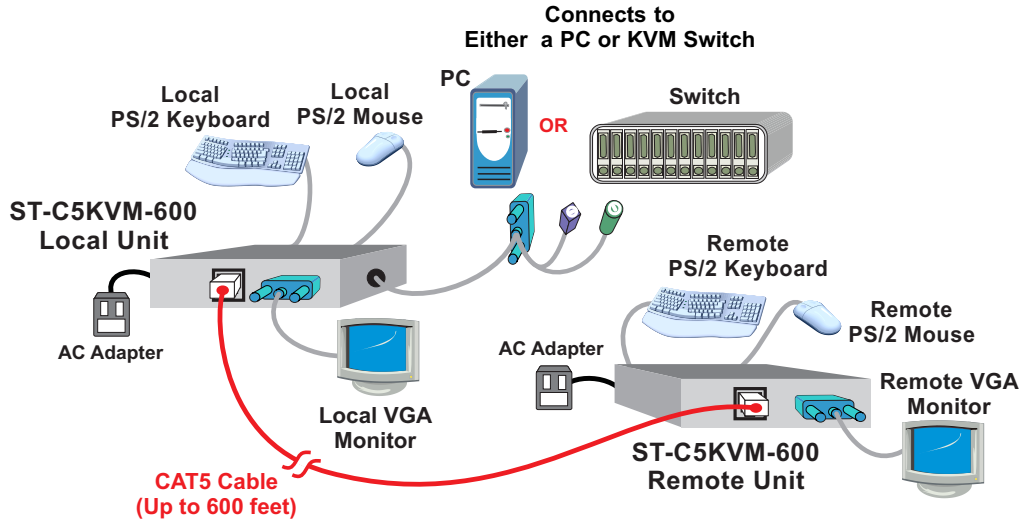 Connects to
Either a PC or KVM Switch
PC
OR
Switch
Local
PS/2 Keyboard
Local
PS/2 Mouse
ST-C5KVM-600
Local Unit
AC Adapter
Local VGA
Monitor
CAT5 Cable
(Up to 600 feet)
Remote
PS/2 Keyboard
Remote
PS/2 Mouse
AC Adapter
Remote VGA
Monitor
ST-C5KVM-600
Remote Unit